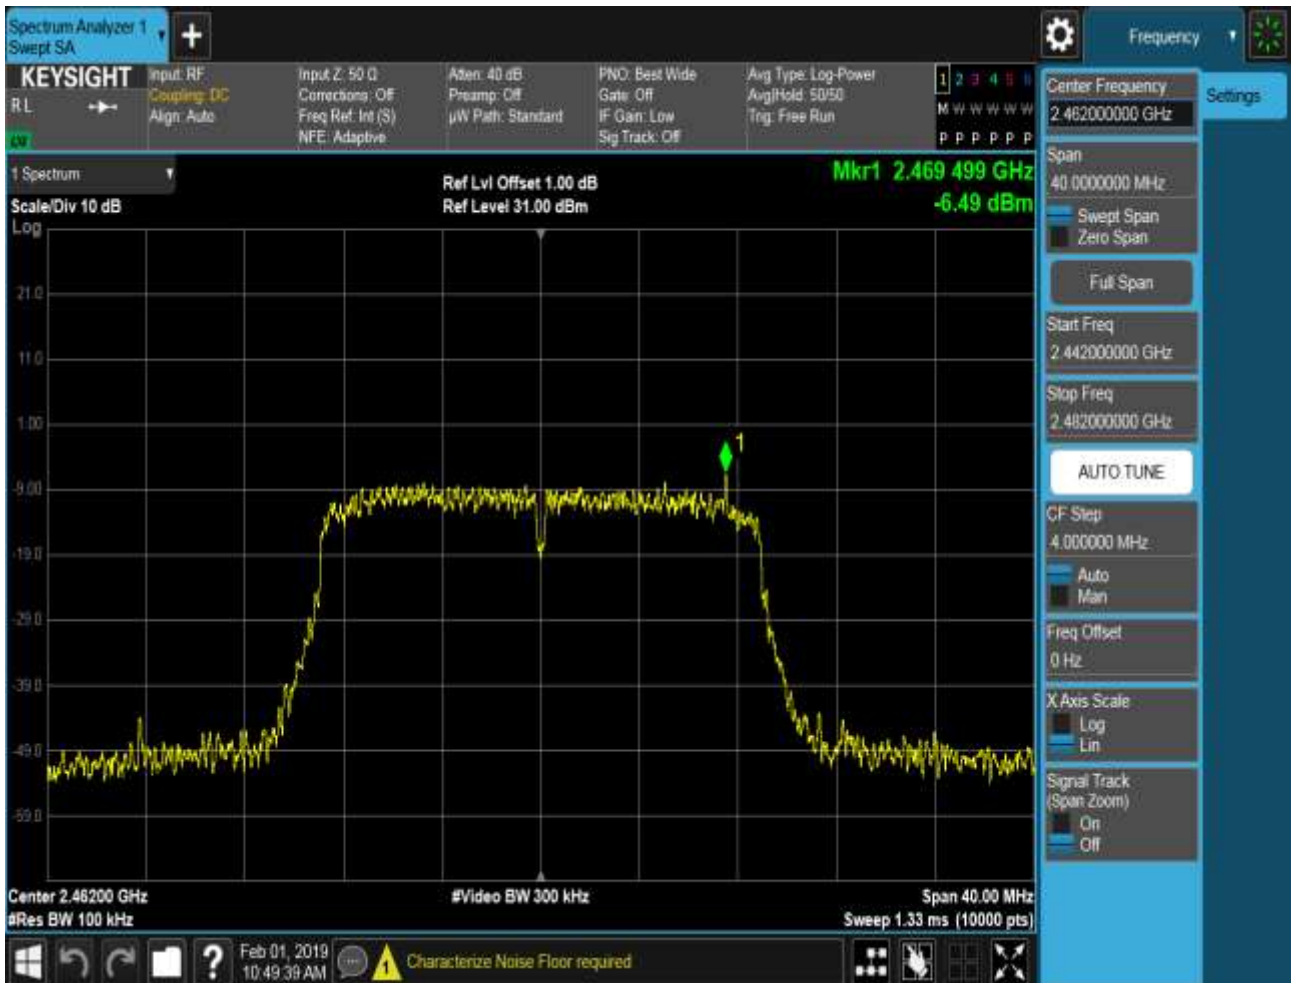 Spectrum Analyzer 1
Swept SA
Frequency
KEYSIGHT
R L
Input: RF
Coupling: DC
Align: Auto
Input Z: 50 Ω
Corrections: Off
Freq Ref: Int (S)
NFE: Adaptive
Atten: 40 dB
Preamp: Off
µW Path: Standard
PNO: Best Wide
Gate: Off
IF Gain: Low
Sig Track: Off
Avg Type: Log-Power
Avg|Hold: 50/50
Trig: Free Run
1 2 3 4 5 6
M W W W W W
P P P P P P
1 Spectrum
Scale/Div 10 dB
Log
Ref Lvl Offset 1.00 dB
Ref Level 31.00 dBm
Mkr1 2.469 499 GHz
-6.49 dBm
21.0
11.0
1.00
-9.00
-19.0
-29.0
-39.0
-49.0
-59.0
1
Center 2.46200 GHz
#Res BW 100 kHz
#Video BW 300 kHz
Span 40.00 MHz
Sweep 1.33 ms (10000 pts)
Feb 01, 2019
10:49:39 AM
?
1
Characterize Noise Floor required
Settings
Center Frequency
2.462000000 GHz
Span
40.0000000 MHz
Swept Span
Zero Span
Full Span
Start Freq
2.442000000 GHz
Stop Freq
2.482000000 GHz
AUTO TUNE
CF Step
4.000000 MHz
Auto
Man
Freq Offset
0 Hz
X Axis Scale
Log
Lin
Signal Track
(Span Zoom)
On
Off